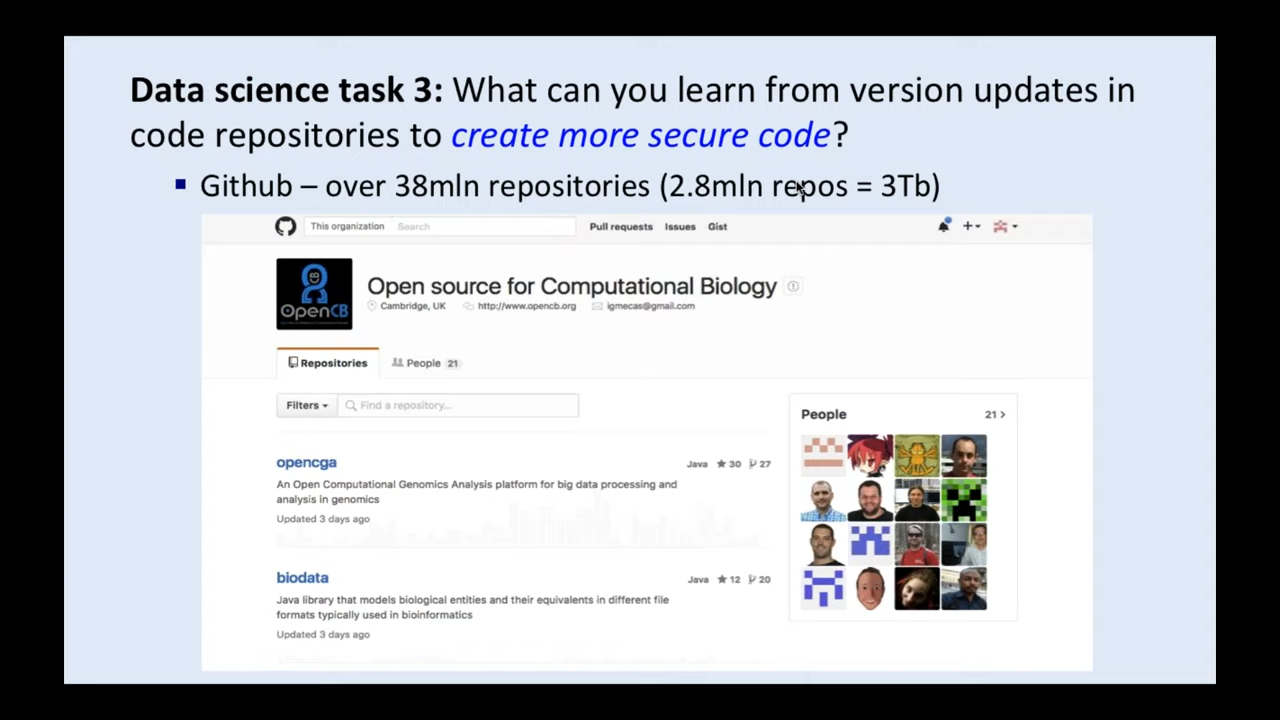 Data science task 3: What can you learn from version updates in
code repositories to create more secure code?
Github – over 38mln repositories (2.8mln repos = 3Tb)
This organization Search Pull requests Issues Gist
OpenCB
Open source for Computational Biology
Cambridge, UK http://www.opencb.org igmecas@gmail.com
Repositories People 21
Filters Find a repository...
People 21
opencga Java 30 27
An Open Computational Genomics Analysis platform for big data processing and
analysis in genomics
Updated 3 days ago
biodata Java 12 20
Java library that models biological entities and their equivalents in different file
formats typically used in bioinformatics
Updated 3 days ago